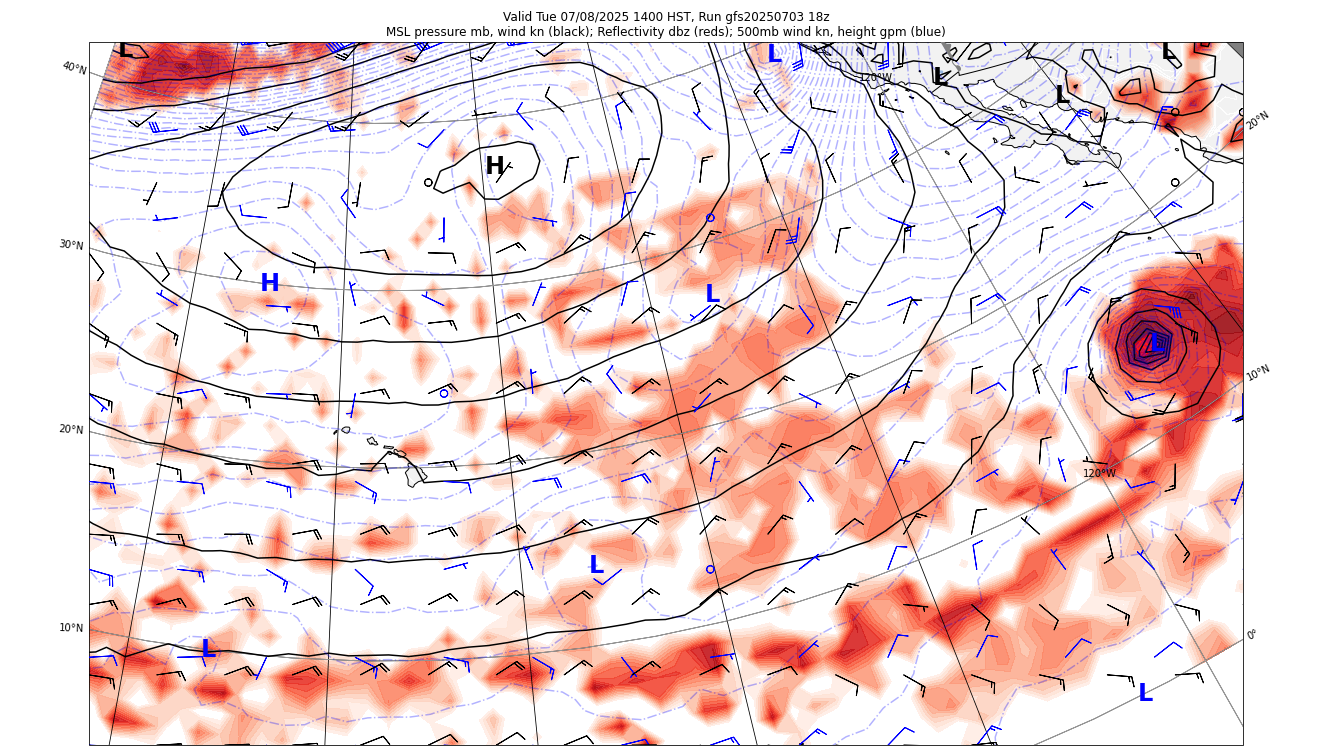 Valid Tue 07/08/2025 1400 HST, Run gfs20250703 18z
MSL pressure mb, wind kn (black); Reflectivity dbz (reds); 500mb wind kn, height gpm (blue)
L
L
L
L
L
40°N
120°W
20°N
H
30°N
H
L
L
10°N
20°N
120°W
L
10°N
0°
L
L